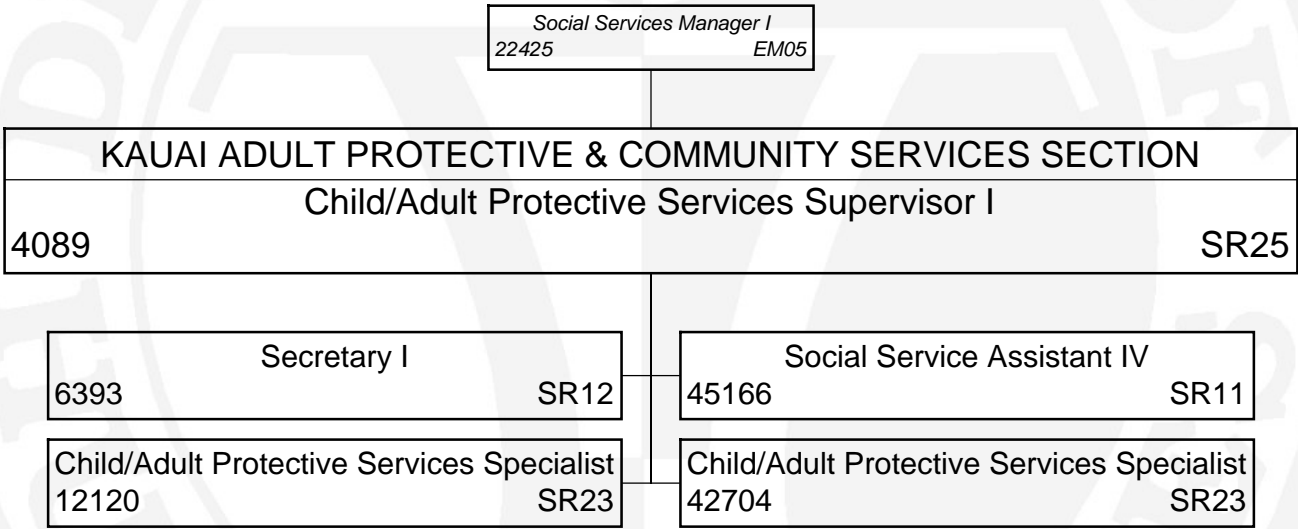 Social Services Manager I
22425 EM05
KAUAI ADULT PROTECTIVE & COMMUNITY SERVICES SECTION
Child/Adult Protective Services Supervisor I
4089 SR25
Secretary I
6393 SR12
Social Service Assistant IV
45166 SR11
Child/Adult Protective Services Specialist
12120 SR23
Child/Adult Protective Services Specialist
42704 SR23